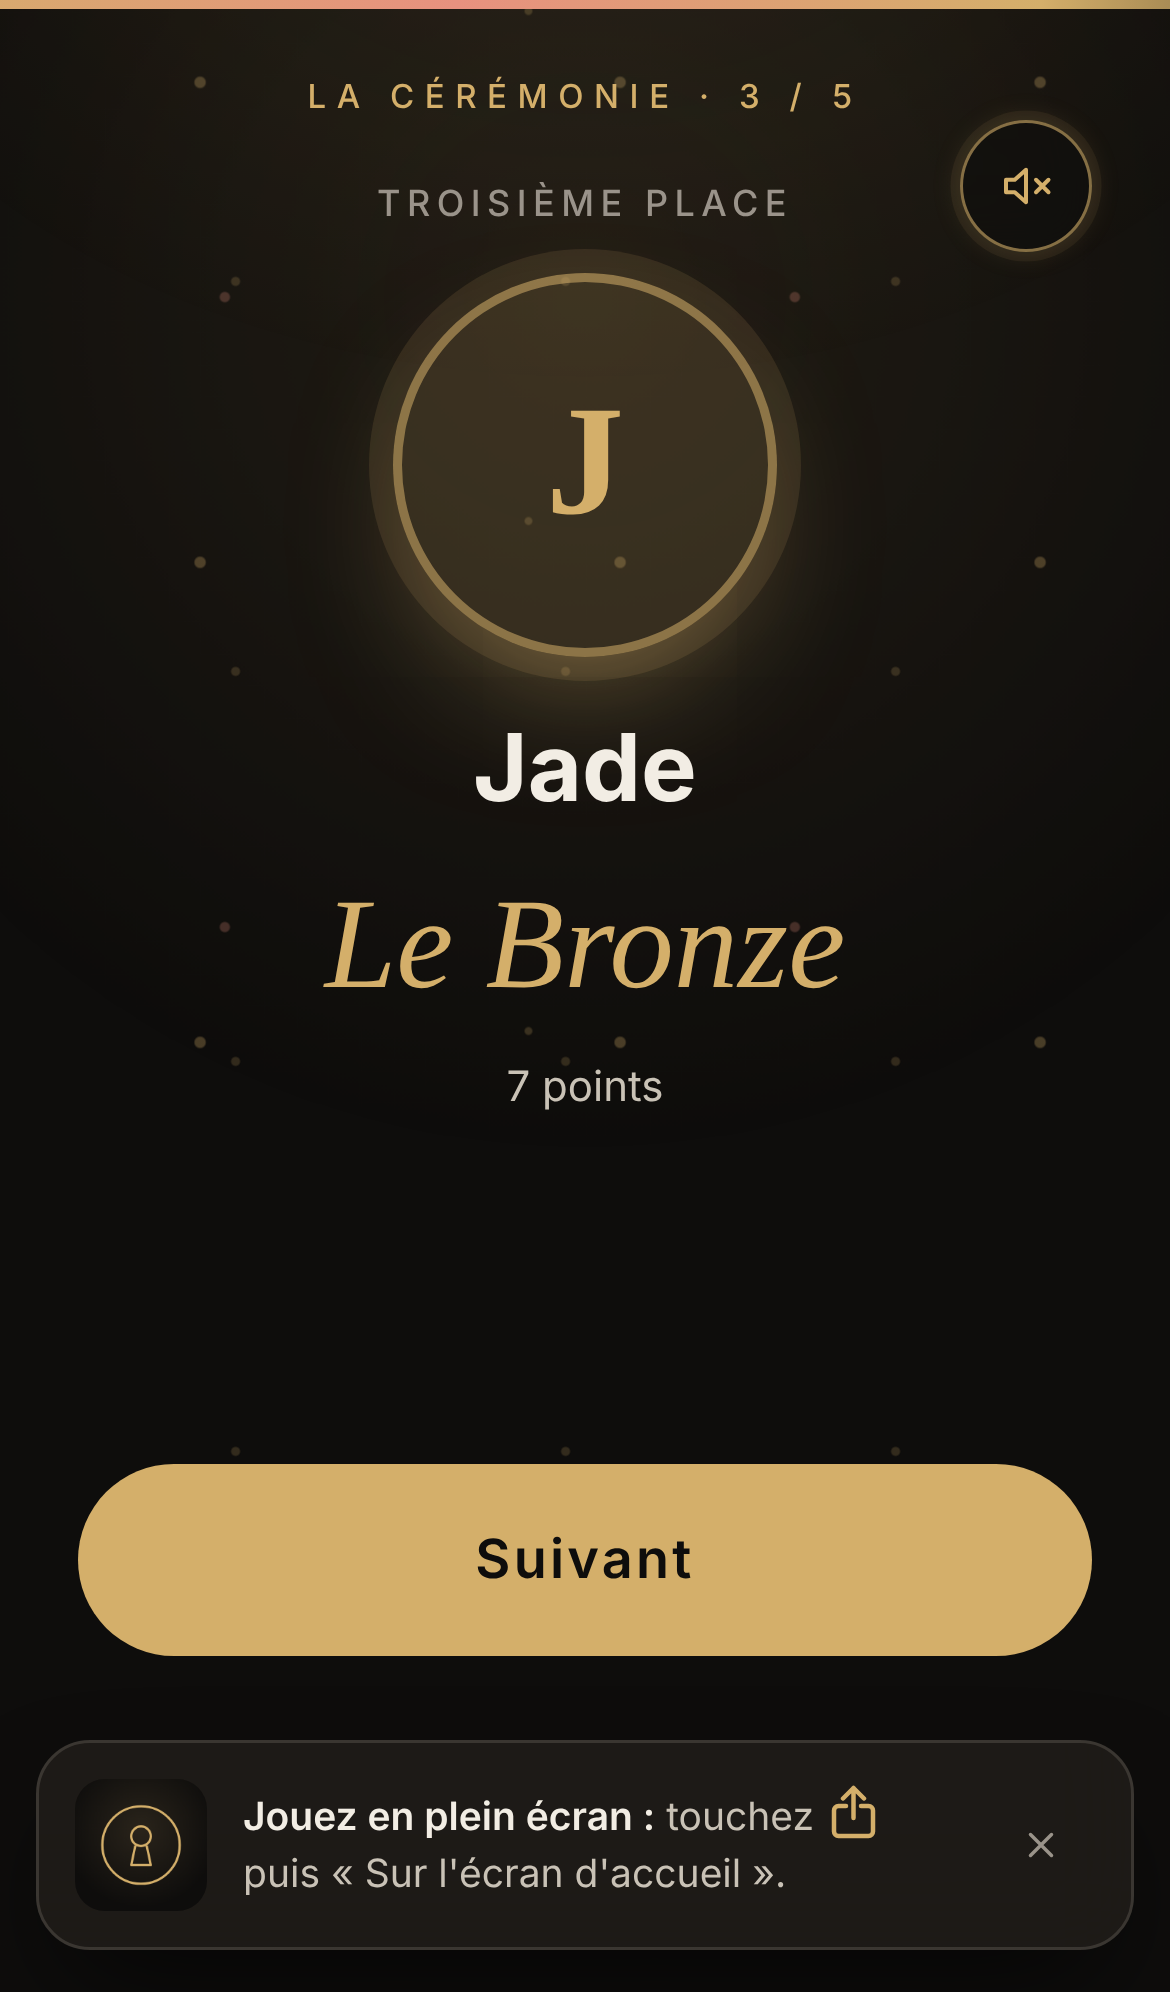 LA CÉRÉMONIE · 3 / 5
TROISIÈME PLACE
J
Jade
Le Bronze
7 points
Suivant
Jouez en plein écran : touchez
puis « Sur l'écran d'accueil ».